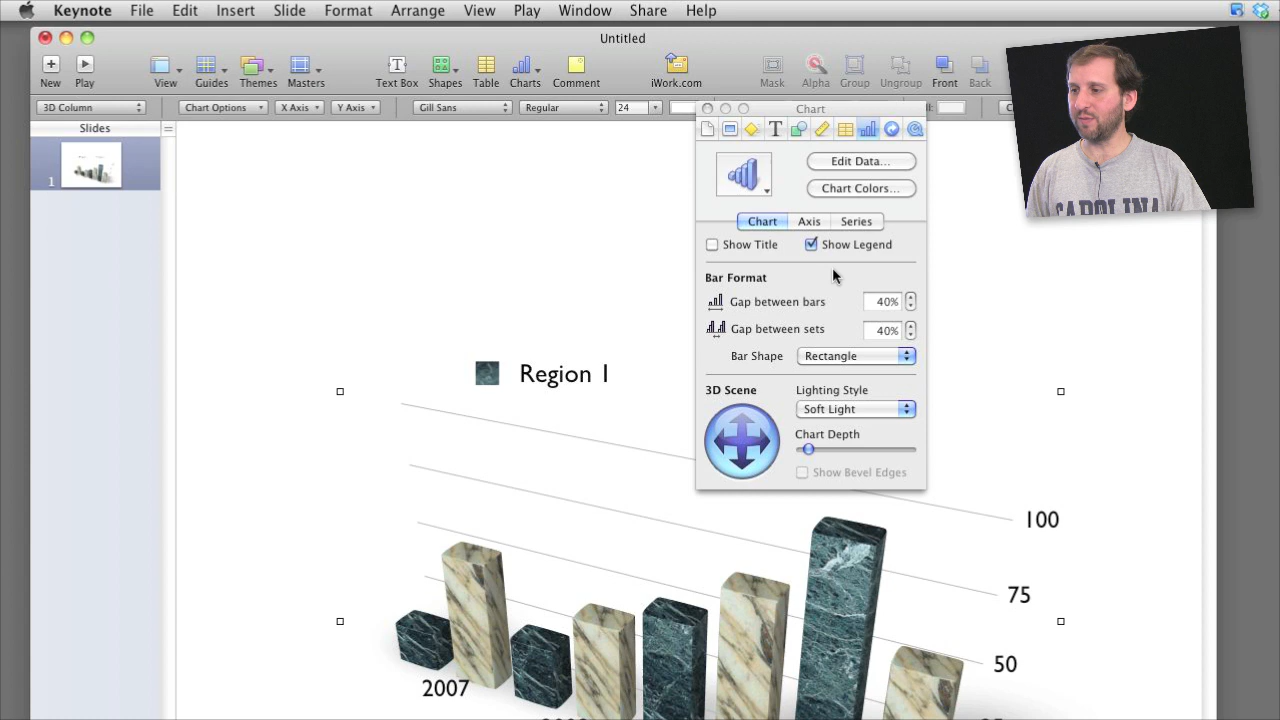 Keynote File Edit Insert Slide Format Arrange View Play Window Share Help
Untitled
New Play View Guides Themes Masters Text Box Shapes Table Charts Comment iWork.com Mask Alpha Group Ungroup Front Back
3D Column Chart Options X Axis Y Axis Gill Sans Regular 24
Chart
Slides
1
T
Edit Data...
Chart Colors...
Chart Axis Series
Show Title Show Legend
Bar Format
Gap between bars 40%
Gap between sets 40%
Bar Shape Rectangle
3D Scene Lighting Style
Soft Light
Chart Depth
Show Bevel Edges
CAROLINA
Region 1
100
75
50
2007